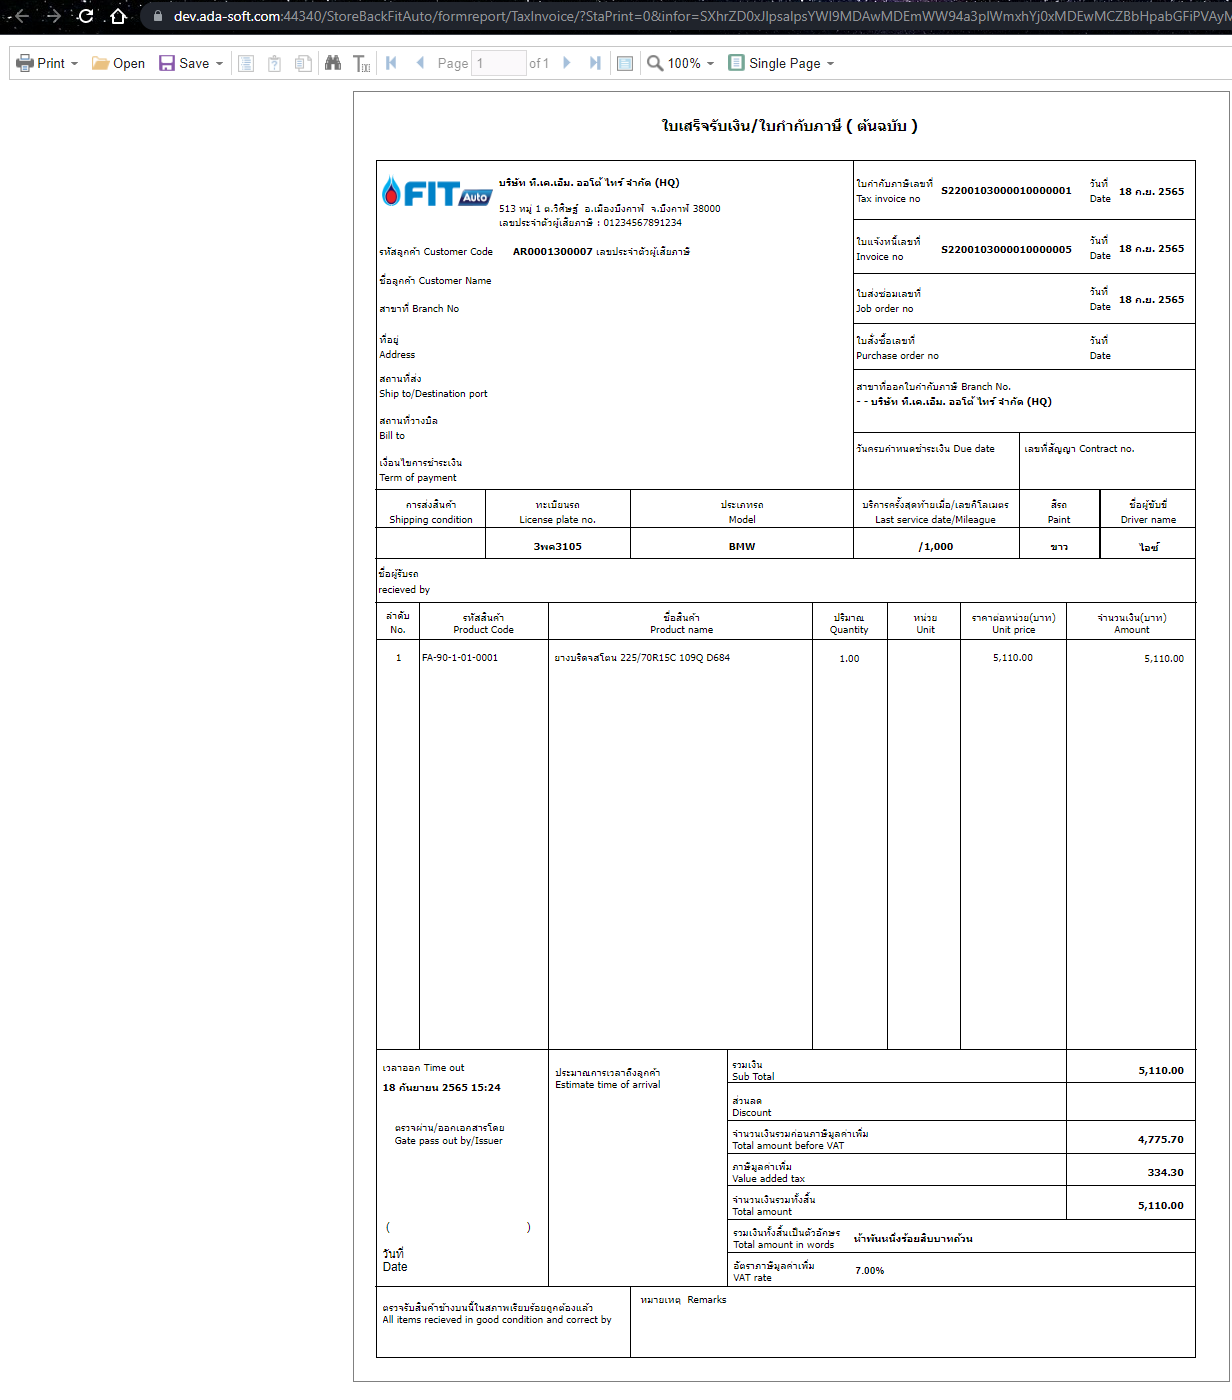 dev.ada-soft.com:44340/StoreBackFitAuto/formreport/TaxInvoice/?StaPrint=0&infor=
Print Open Save Page 1 of 1 100% Single Page
ใบเสร็จรับเงิน/ใบกำกับภาษี ( ต้นฉบับ )
FIT Auto
บริษัท ที.เค.เอ็ม. ออโต้ ไทร์ จำกัด (HQ)
513 หมู่ 1 ต.วิศิษฐ์ อ.เมืองบึงกาฬ จ.บึงกาฬ 38000
เลขประจำตัวผู้เสียภาษี : 01234567891234
ใบกำกับภาษีเลขที่ วันที่
Tax invoice no S2200103000010000001 Date 18 ก.ย. 2565
ใบแจ้งหนี้เลขที่ วันที่
Invoice no S2200103000010000005 Date 18 ก.ย. 2565
ใบส่งซ่อมเลขที่ วันที่
Job order no Date 18 ก.ย. 2565
ใบสั่งซื้อเลขที่ วันที่
Purchase order no Date
สาขาที่ออกใบกำกับภาษี Branch No.
- - บริษัท ที.เค.เอ็ม. ออโต้ ไทร์ จำกัด (HQ)
วันครบกำหนดชำระเงิน Due date เลขที่สัญญา Contract no.
รหัสลูกค้า Customer Code AR0001300007 เลขประจำตัวผู้เสียภาษี
ชื่อลูกค้า Customer Name
สาขาที่ Branch No
ที่อยู่
Address
สถานที่ส่ง
Ship to/Destination port
สถานที่วางบิล
Bill to
เงื่อนไขการชำระเงิน
Term of payment
การส่งสินค้า ทะเบียนรถ ประเภทรถ บริการครั้งสุดท้ายเมื่อ/เลขกิโลเมตร สีรถ ชื่อผู้ขับขี่
Shipping condition License plate no. Model Last service date/Mileague Paint Driver name
3พค3105 BMW /1,000 ขาว ไอซ์
ชื่อผู้รับรถ
recieved by
ลำดับ รหัสสินค้า ชื่อสินค้า ปริมาณ หน่วย ราคาต่อหน่วย(บาท) จำนวนเงิน(บาท)
No. Product Code Product name Quantity Unit Unit price Amount
1 FA-90-1-01-0001 ยางบริดจสโตน 225/70R15C 109Q D684 1.00 5,110.00 5,110.00
เวลาออก Time out
18 กันยายน 2565 15:24
ตรวจผ่าน/ออกเอกสารโดย
Gate pass out by/Issuer
( )
วันที่
Date
ประมาณการเวลาถึงลูกค้า
Estimate time of arrival
รวมเงิน
Sub Total 5,110.00
ส่วนลด
Discount
จำนวนเงินรวมก่อนภาษีมูลค่าเพิ่ม
Total amount before VAT 4,775.70
ภาษีมูลค่าเพิ่ม
Value added tax 334.30
จำนวนเงินรวมทั้งสิ้น
Total amount 5,110.00
รวมเงินทั้งสิ้นเป็นตัวอักษร
Total amount in words ห้าพันหนึ่งร้อยสิบบาทถ้วน
อัตราภาษีมูลค่าเพิ่ม
VAT rate 7.00%
ตรวจรับสินค้าข้างบนนี้ในสภาพเรียบร้อยถูกต้องแล้ว
All items recieved in good condition and correct by
หมายเหตุ Remarks